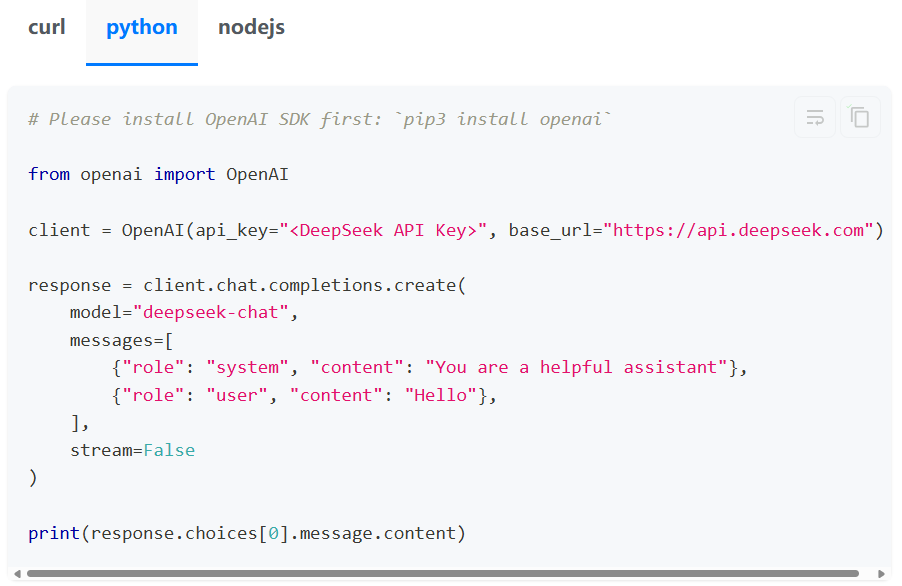 curl python nodejs
# Please install OpenAI SDK first: `pip3 install openai`
from openai import OpenAI
client = OpenAI(api_key="<DeepSeek API Key>", base_url="https://api.deepseek.com")
response = client.chat.completions.create(
    model="deepseek-chat",
    messages=[
        {"role": "system", "content": "You are a helpful assistant"},
        {"role": "user", "content": "Hello"},
    ],
    stream=False
)
print(response.choices[0].message.content)